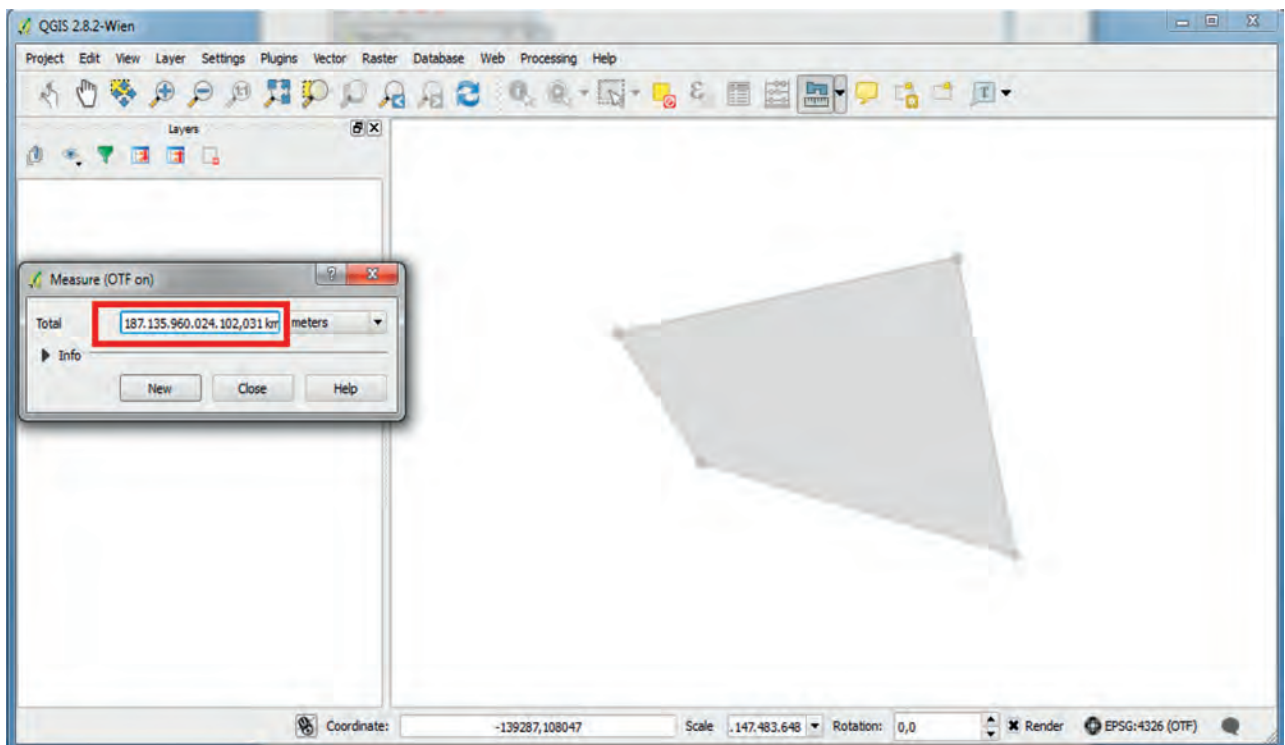 QGIS 2.8.2-Wien
Project Edit View Layer Settings Plugins Vector Raster Database Web Processing Help
Layers
Measure (OTF on)
Total 187.135.960.024.102,031 km meters
Info
New Close Help
Coordinate: -139287,108047 Scale .147.483.648 Rotation: 0,0 Render EPSG:4326 (OTF)